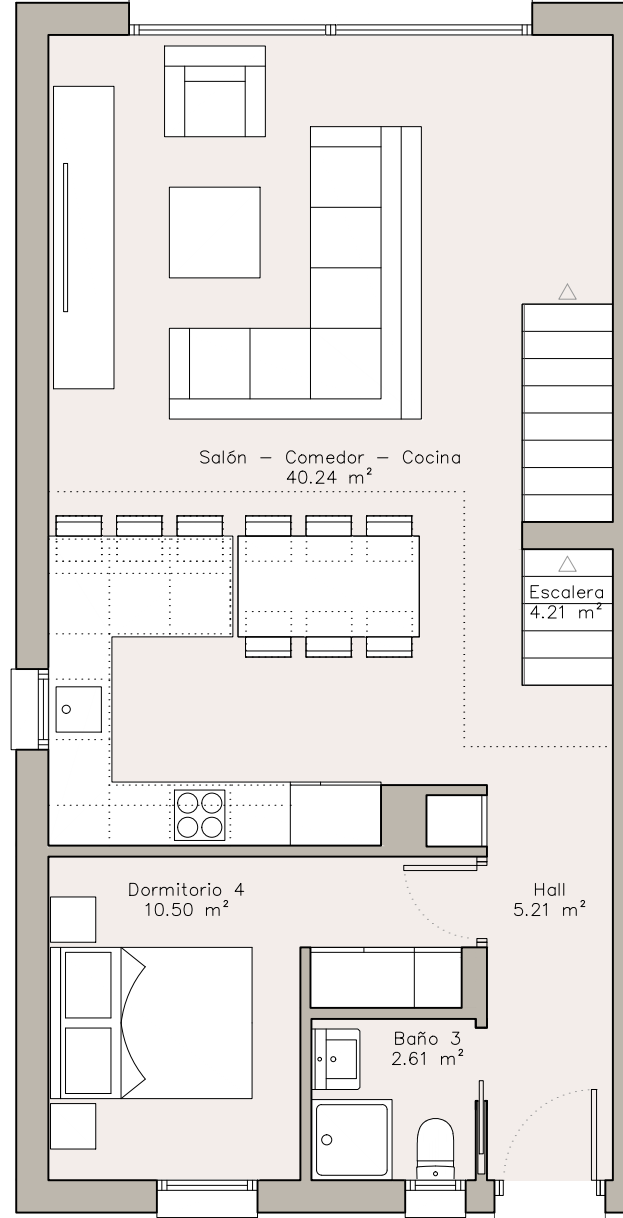 Salón – Comedor – Cocina
40.24 m²
Escalera
4.21 m²
Dormitorio 4
10.50 m²
Hall
5.21 m²
Baño 3
2.61 m²